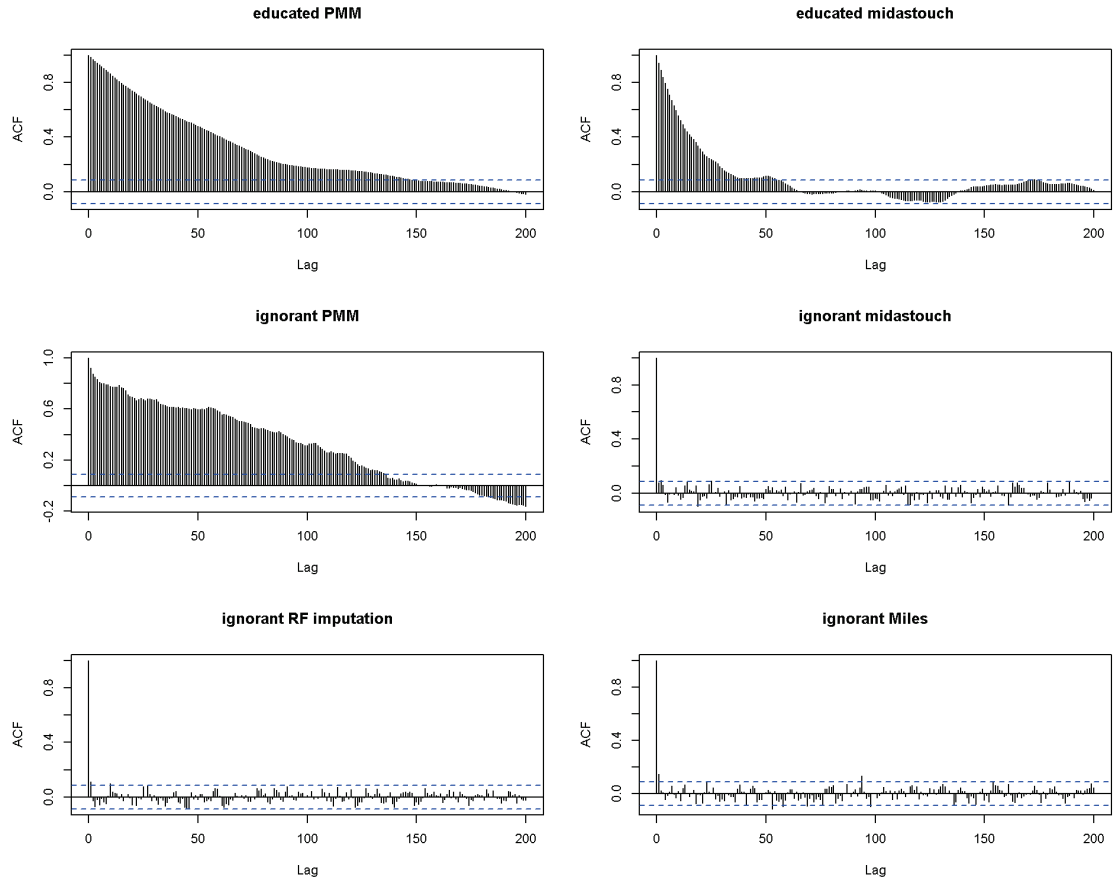 educated PMM
ACF
0.0 0.4 0.8
0 50 100 150 200
Lag
educated midastouch
ACF
0.0 0.4 0.8
0 50 100 150 200
Lag
ignorant PMM
ACF
-0.2 0.2 0.6 1.0
0 50 100 150 200
Lag
ignorant midastouch
ACF
0.0 0.4 0.8
0 50 100 150 200
Lag
ignorant RF imputation
ACF
0.0 0.4 0.8
0 50 100 150 200
Lag
ignorant Miles
ACF
0.0 0.4 0.8
0 50 100 150 200
Lag